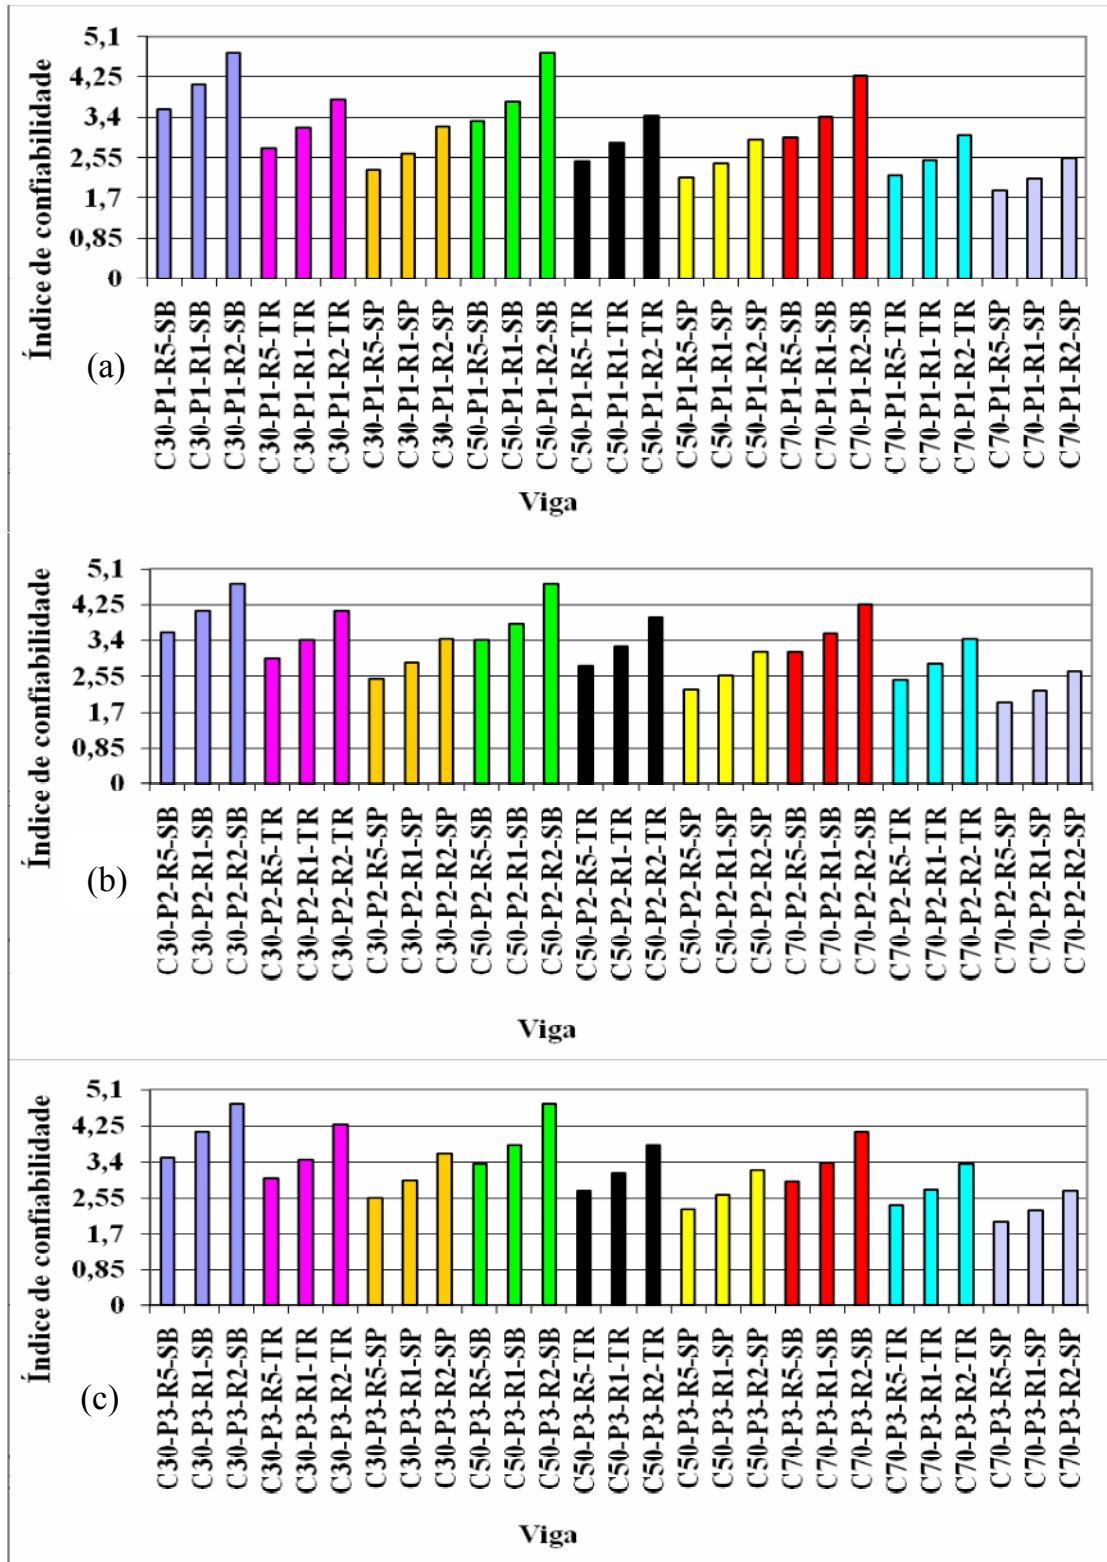 Índice de confiabilidade
5,1
4,25
3,4
2,55
1,7
0,85
0
(a)
C30-P1-R5-SB
C30-P1-R1-SB
C30-P1-R2-SB
C30-P1-R5-TR
C30-P1-R1-TR
C30-P1-R2-TR
C30-P1-R5-SP
C30-P1-R1-SP
C30-P1-R2-SP
C50-P1-R5-SB
C50-P1-R1-SB
C50-P1-R2-SB
C50-P1-R5-TR
C50-P1-R1-TR
C50-P1-R2-TR
C50-P1-R5-SP
C50-P1-R1-SP
C50-P1-R2-SP
C70-P1-R5-SB
C70-P1-R1-SB
C70-P1-R2-SB
C70-P1-R5-TR
C70-P1-R1-TR
C70-P1-R2-TR
C70-P1-R5-SP
C70-P1-R1-SP
C70-P1-R2-SP
Viga
Índice de confiabilidade
5,1
4,25
3,4
2,55
1,7
0,85
0
(b)
C30-P2-R5-SB
C30-P2-R1-SB
C30-P2-R2-SB
C30-P2-R5-TR
C30-P2-R1-TR
C30-P2-R2-TR
C30-P2-R5-SP
C30-P2-R1-SP
C30-P2-R2-SP
C50-P2-R5-SB
C50-P2-R1-SB
C50-P2-R2-SB
C50-P2-R5-TR
C50-P2-R1-TR
C50-P2-R2-TR
C50-P2-R5-SP
C50-P2-R1-SP
C50-P2-R2-SP
C70-P2-R5-SB
C70-P2-R1-SB
C70-P2-R2-SB
C70-P2-R5-TR
C70-P2-R1-TR
C70-P2-R2-TR
C70-P2-R5-SP
C70-P2-R1-SP
C70-P2-R2-SP
Viga
Índice de confiabilidade
5,1
4,25
3,4
2,55
1,7
0,85
0
(c)
C30-P3-R5-SB
C30-P3-R1-SB
C30-P3-R2-SB
C30-P3-R5-TR
C30-P3-R1-TR
C30-P3-R2-TR
C30-P3-R5-SP
C30-P3-R1-SP
C30-P3-R2-SP
C50-P3-R5-SB
C50-P3-R1-SB
C50-P3-R2-SB
C50-P3-R5-TR
C50-P3-R1-TR
C50-P3-R2-TR
C50-P3-R5-SP
C50-P3-R1-SP
C50-P3-R2-SP
C70-P3-R5-SB
C70-P3-R1-SB
C70-P3-R2-SB
C70-P3-R5-TR
C70-P3-R1-TR
C70-P3-R2-TR
C70-P3-R5-SP
C70-P3-R1-SP
C70-P3-R2-SP
Viga